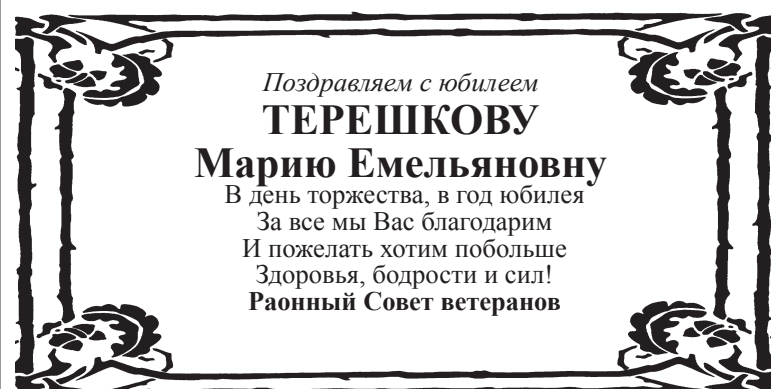 Поздравляем с юбилеем
ТЕРЕШКОВУ
Марию Емельяновну
В день торжества, в год юбилея
За все мы Вас благодарим
И пожелать хотим побольше
Здоровья, бодрости и сил!
Раонный Совет ветеранов